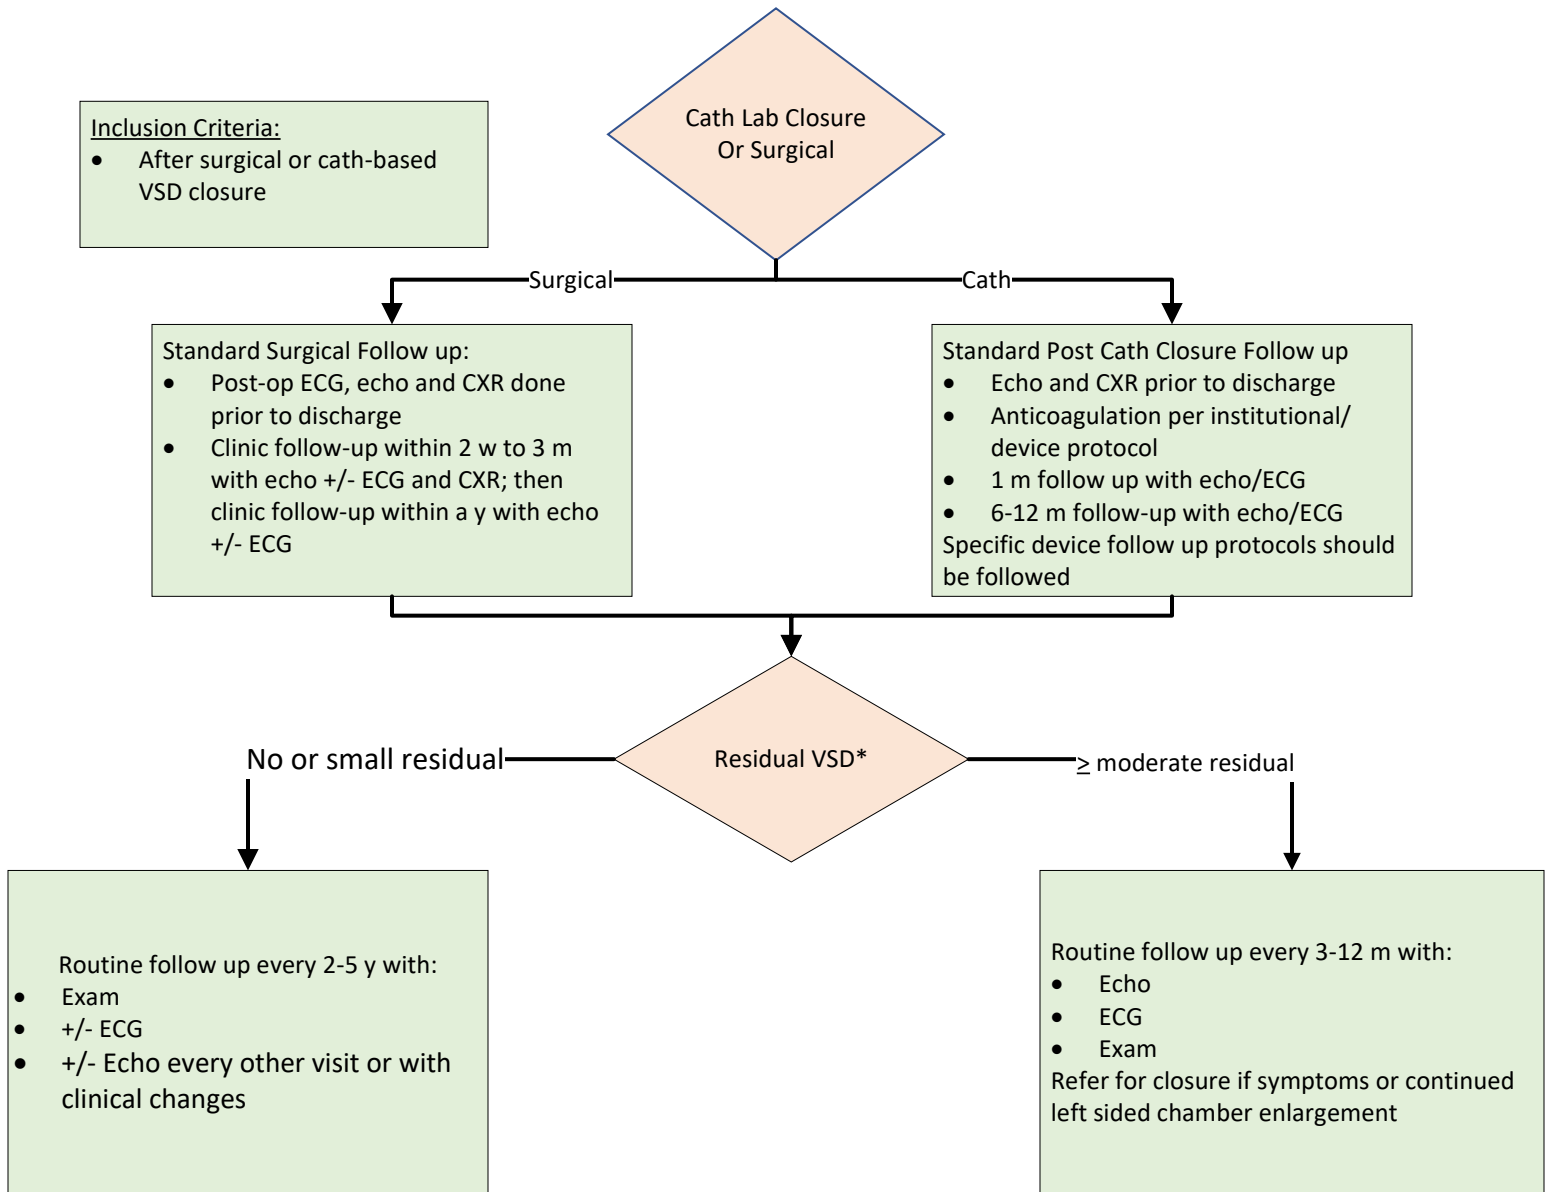 Cath Lab Closure
Or Surgical
Inclusion Criteria:
• After surgical or cath-based
VSD closure
Surgical
Cath
Standard Surgical Follow up:
• Post-op ECG, echo and CXR done
prior to discharge
• Clinic follow-up within 2 w to 3 m
with echo +/- ECG and CXR; then
clinic follow-up within a y with echo
+/- ECG
Standard Post Cath Closure Follow up
• Echo and CXR prior to discharge
• Anticoagulation per institutional/
device protocol
• 1 m follow up with echo/ECG
• 6-12 m follow-up with echo/ECG
Specific device follow up protocols should
be followed
Residual VSD*
No or small residual
≥ moderate residual
Routine follow up every 2-5 y with:
• Exam
• +/- ECG
• +/- Echo every other visit or with
clinical changes
Routine follow up every 3-12 m with:
• Echo
• ECG
• Exam
Refer for closure if symptoms or continued
left sided chamber enlargement